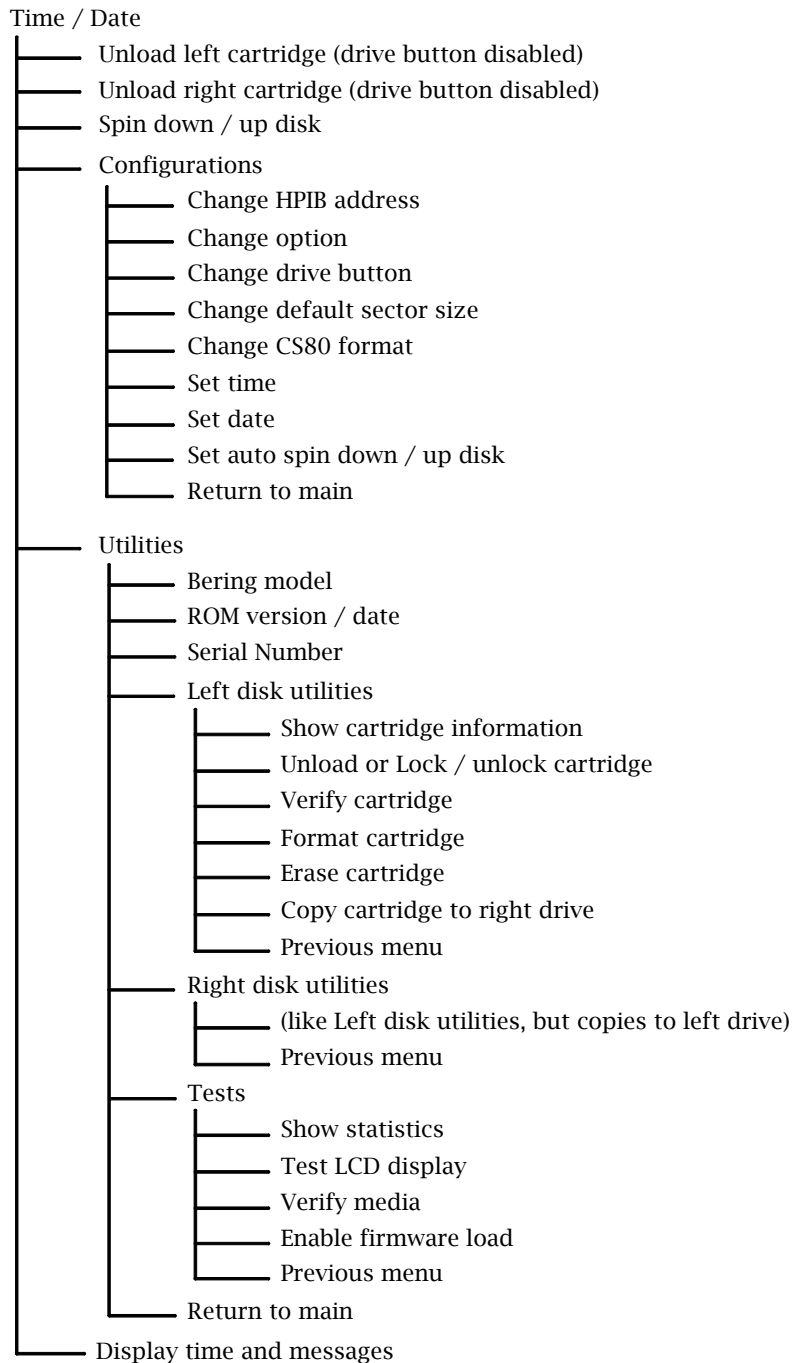 Time / Date
Unload left cartridge (drive button disabled)
Unload right cartridge (drive button disabled)
Spin down / up disk
Configurations
Change HPIB address
Change option
Change drive button
Change default sector size
Change CS80 format
Set time
Set date
Set auto spin down / up disk
Return to main
Utilities
Bering model
ROM version / date
Serial Number
Left disk utilities
Show cartridge information
Unload or Lock / unlock cartridge
Verify cartridge
Format cartridge
Erase cartridge
Copy cartridge to right drive
Previous menu
Right disk utilities
(like Left disk utilities, but copies to left drive)
Previous menu
Tests
Show statistics
Test LCD display
Verify media
Enable firmware load
Previous menu
Return to main
Display time and messages